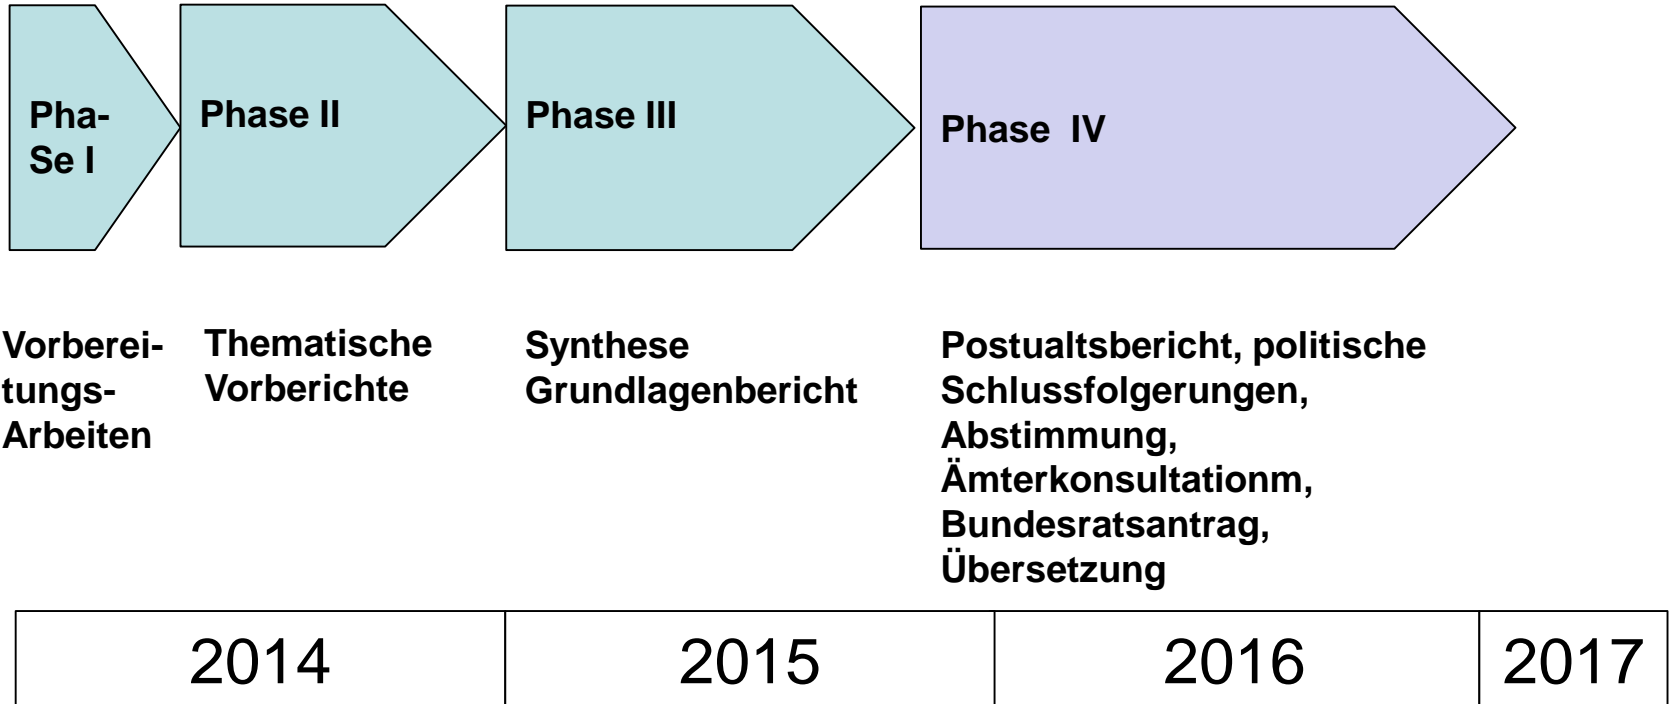 Pha-
Se I
Phase II
Phase III
Phase  IV
Vorberei-
tungs-
Arbeiten
Thematische
Vorberichte
Synthese
Grundlagenbericht
Postualtsbericht, politische
Schlussfolgerungen,
Abstimmung,
Ämterkonsultationm,
Bundesratsantrag,
Übersetzung
2014
2015
2016
2017